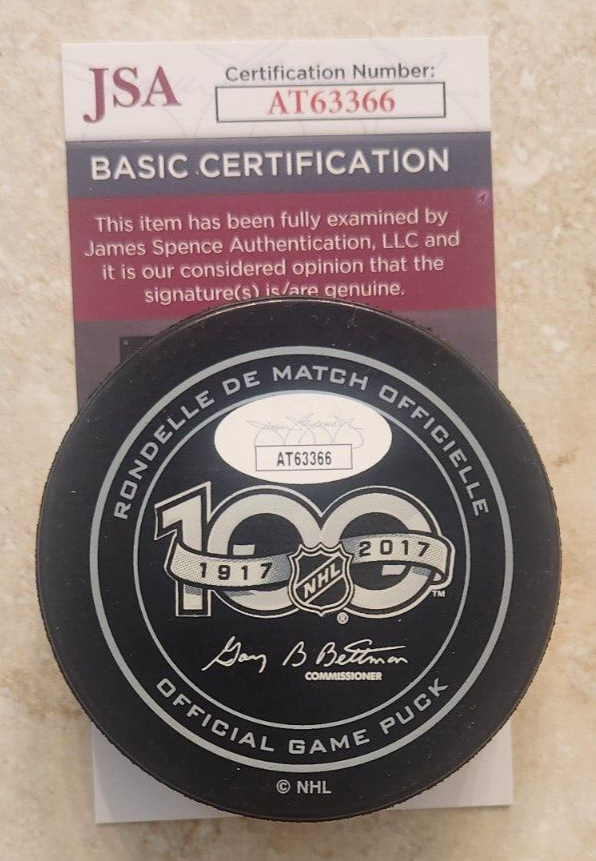 JSA
Certification Number:
AT63366
BASIC CERTIFICATION
This item has been fully examined by
James Spence Authentication, LLC and
it is our considered opinion that the
signature(s) is/are genuine.
RONDELLE DE MATCH OFFICIELLE
AT63366
100
1917 2017
NHL
TM
®
Gary B Bettman
COMMISSIONER
OFFICIAL GAME PUCK
© NHL